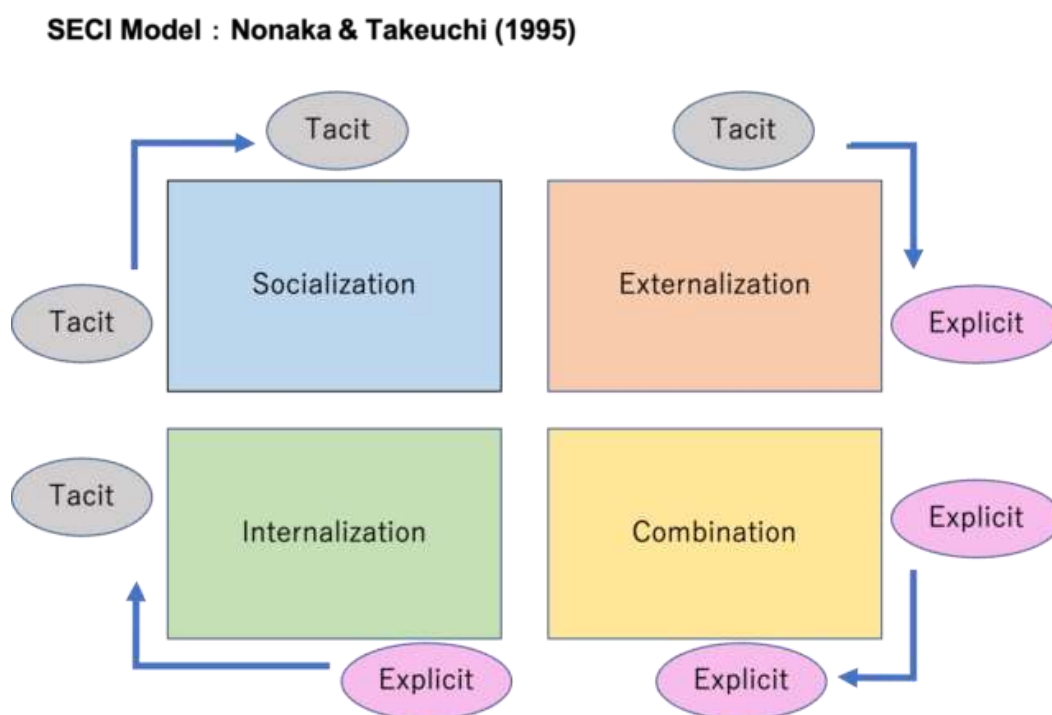 SECI Model : Nonaka & Takeuchi (1995)
Tacit
Tacit
Socialization
Externalization
Tacit
Explicit
Tacit
Explicit
Internalization
Combination
Explicit
Explicit